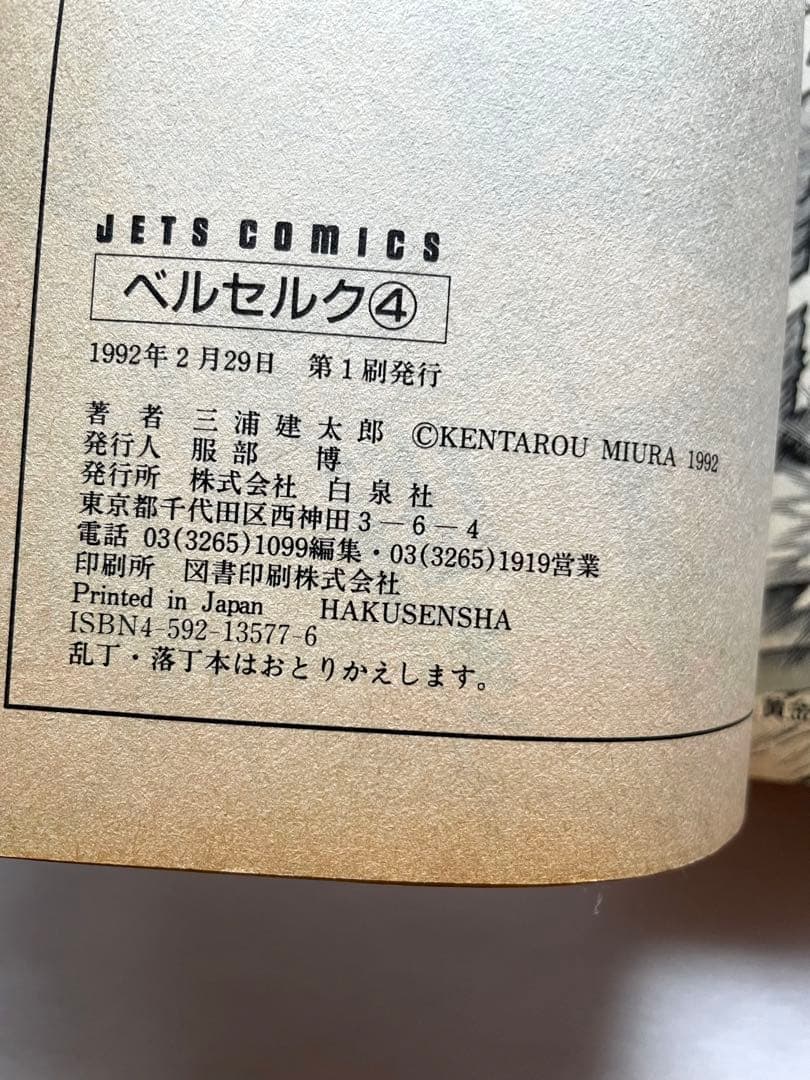 JETS COMICS
ベルセルク④
1992年2月29日　第1刷発行
著　者　三浦建太郎　©KENTAROU MIURA 1992
発行人　服部　博
発行所　株式会社　白泉社
東京都千代田区西神田3－6－4
電話 03(3265)1099編集・03(3265)1919営業
印刷所　図書印刷株式会社
Printed in Japan　HAKUSENSHA
ISBN4-592-13577-6
乱丁・落丁本はおとりかえします。
黄金